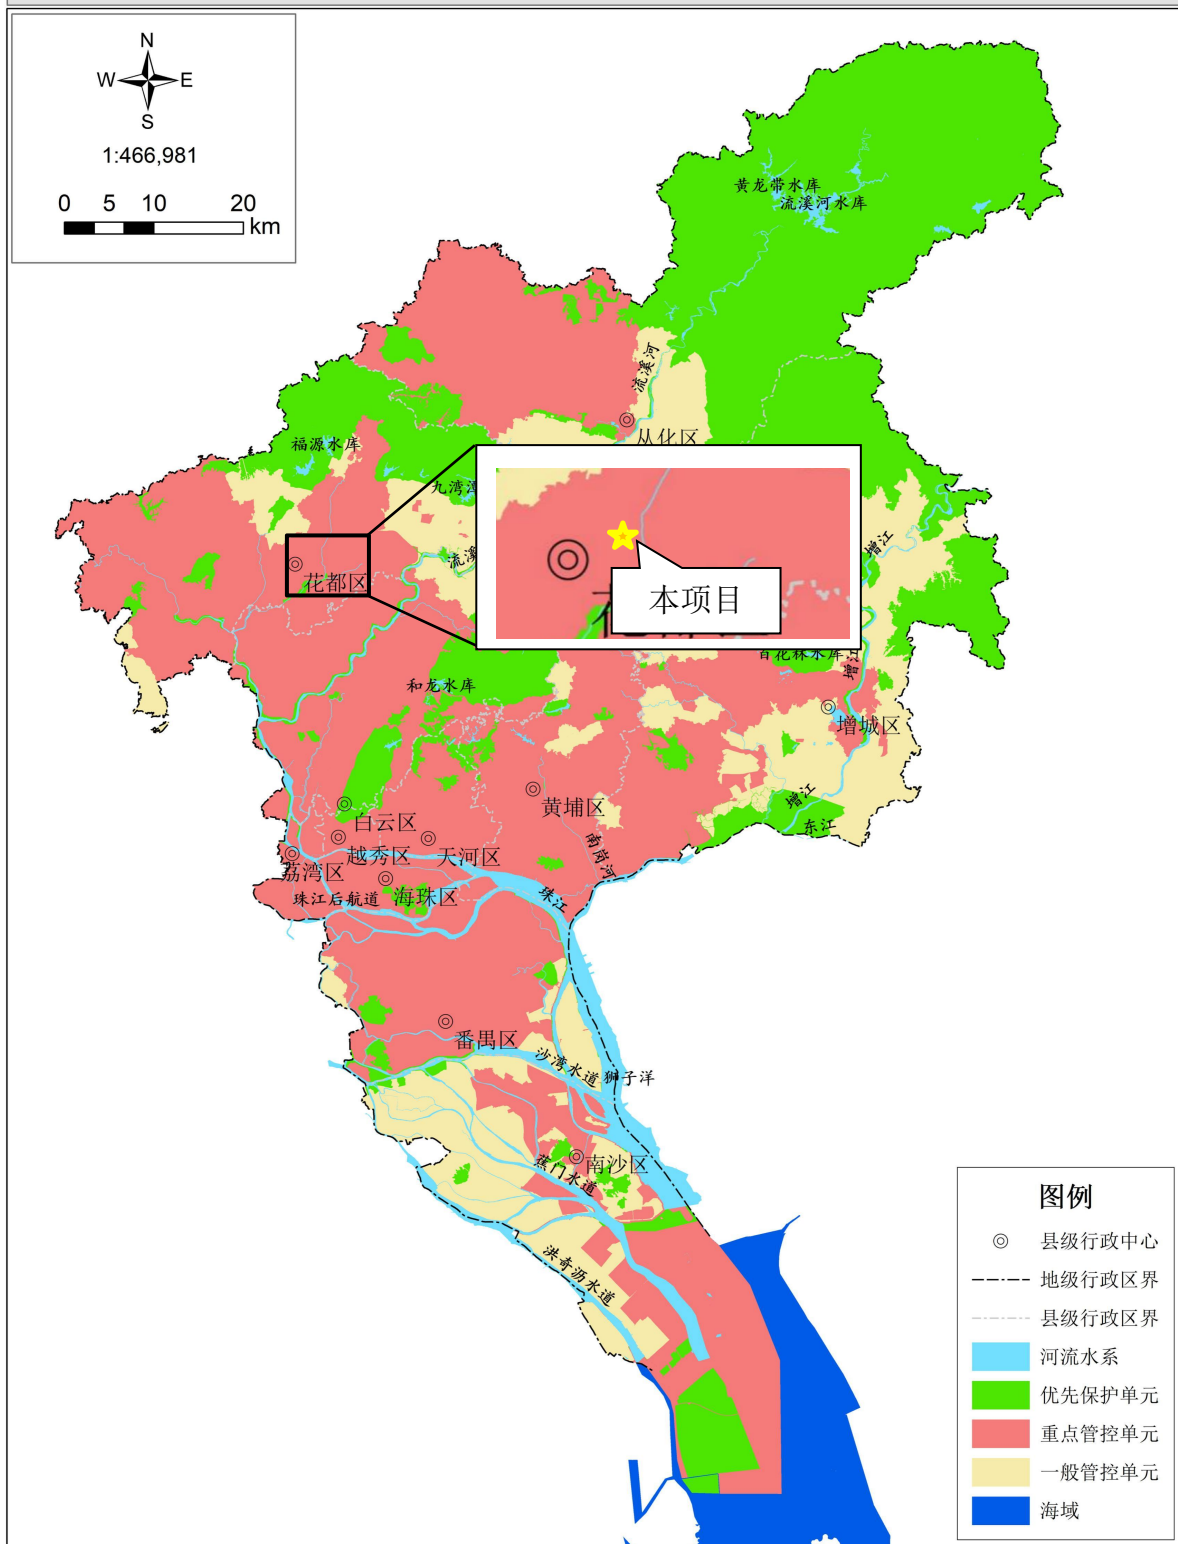 N
W E
S
1:466,981
0 5 10 20
km
黄龙带水库
流溪河水库
流溪河
从化区
福源水库
九湾潭
流溪
花都区
本项目
增江
百花林水库
增江
和龙水库
增城区
黄埔区
增江
东江
白云区
越秀区
天河区
南岗河
荔湾区
海珠区
珠江后航道
珠江
番禺区
沙湾水道
狮子洋
南沙区
蕉门水道
洪奇沥水道
图例
县级行政中心
地级行政区界
县级行政区界
河流水系
优先保护单元
重点管控单元
一般管控单元
海域